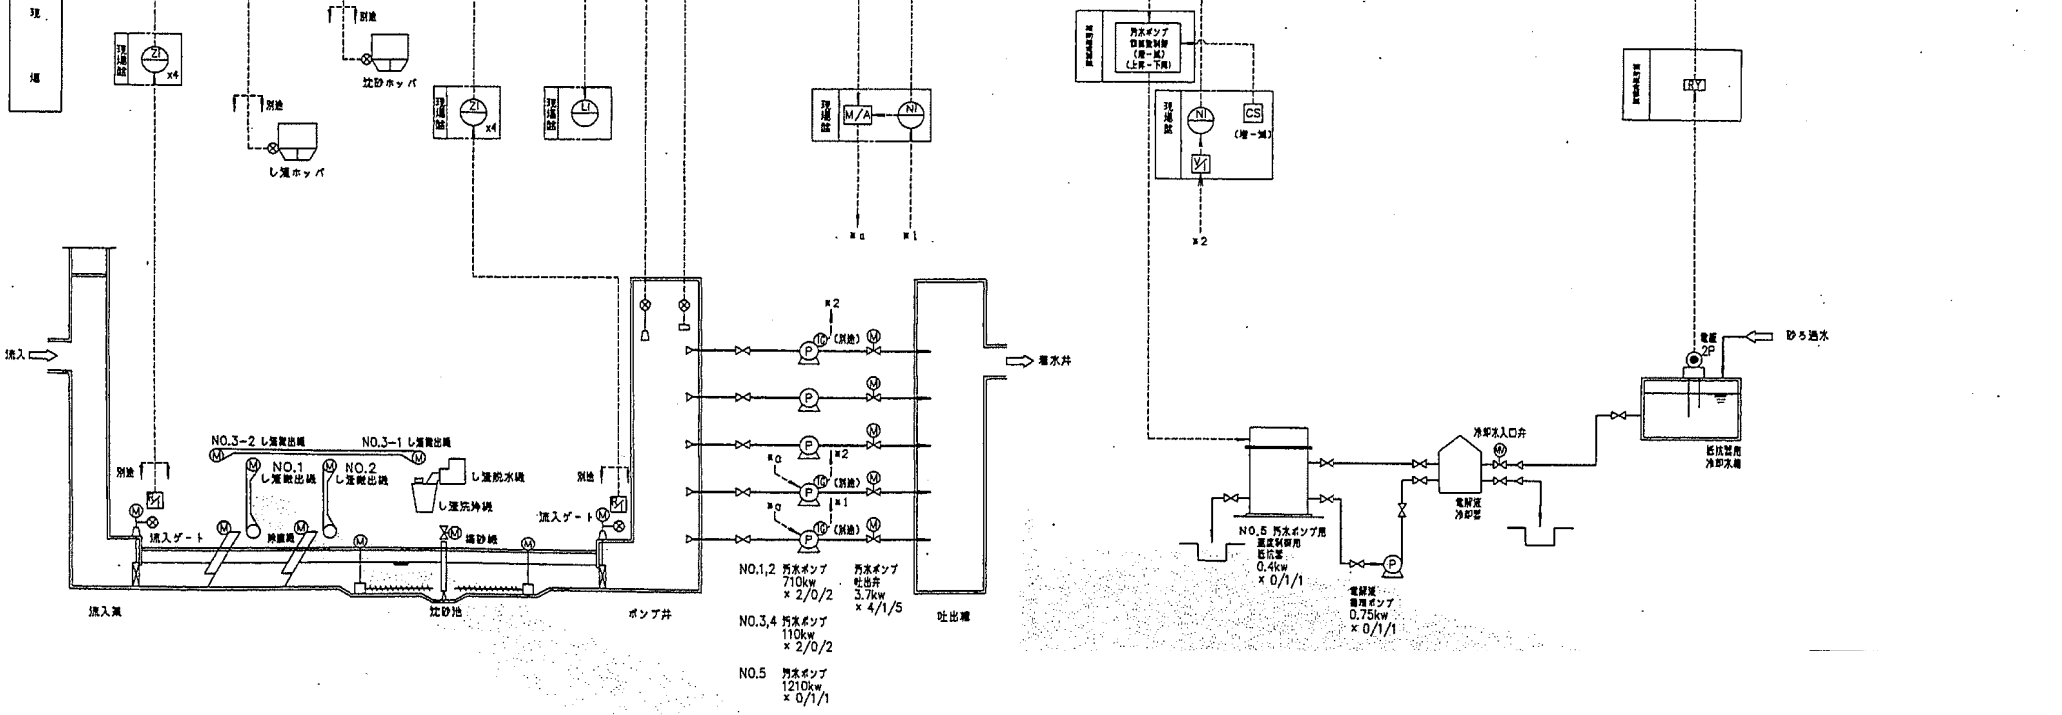 現
場
現場盤
ZI
x4
別途
し渣ホッパ
別途
沈砂ホッパ
現場盤
ZI
x4
現場盤
LI
現場盤
M/A
NI
※a
※1
汚水ポンプ
(増-減)
(上昇-下降)
現場盤
NI
CS
(増-減)
V/I
※2
RY
流入
別途
NO.3-2 し渣搬出機
NO.3-1 し渣搬出機
NO.1
し渣搬出機
NO.2
し渣搬出機
し渣脱水機
し渣洗浄機
流入ゲート
除塵機
揚砂機
流入ゲート
別途
流入渠
沈砂池
ポンプ井
※2
(別途)
※2
※a
(別途)
※1
※a
(別途)
NO.1,2 汚水ポンプ
710kw
× 2/0/2
汚水ポンプ
吐出弁
3.7kw
× 4/1/5
NO.3,4 汚水ポンプ
110kw
× 2/0/2
NO.5 汚水ポンプ
1210kw
× 0/1/1
吐出槽
着水井
NO.5 汚水ポンプ用
速度制御用
抵抗器
0.4kw
× 0/1/1
冷却水入口弁
MV
電解液
冷却器
電解液
循環ポンプ
0.75kw
× 0/1/1
電極
2P
砂ろ過水
抵抗器用
冷却水槽